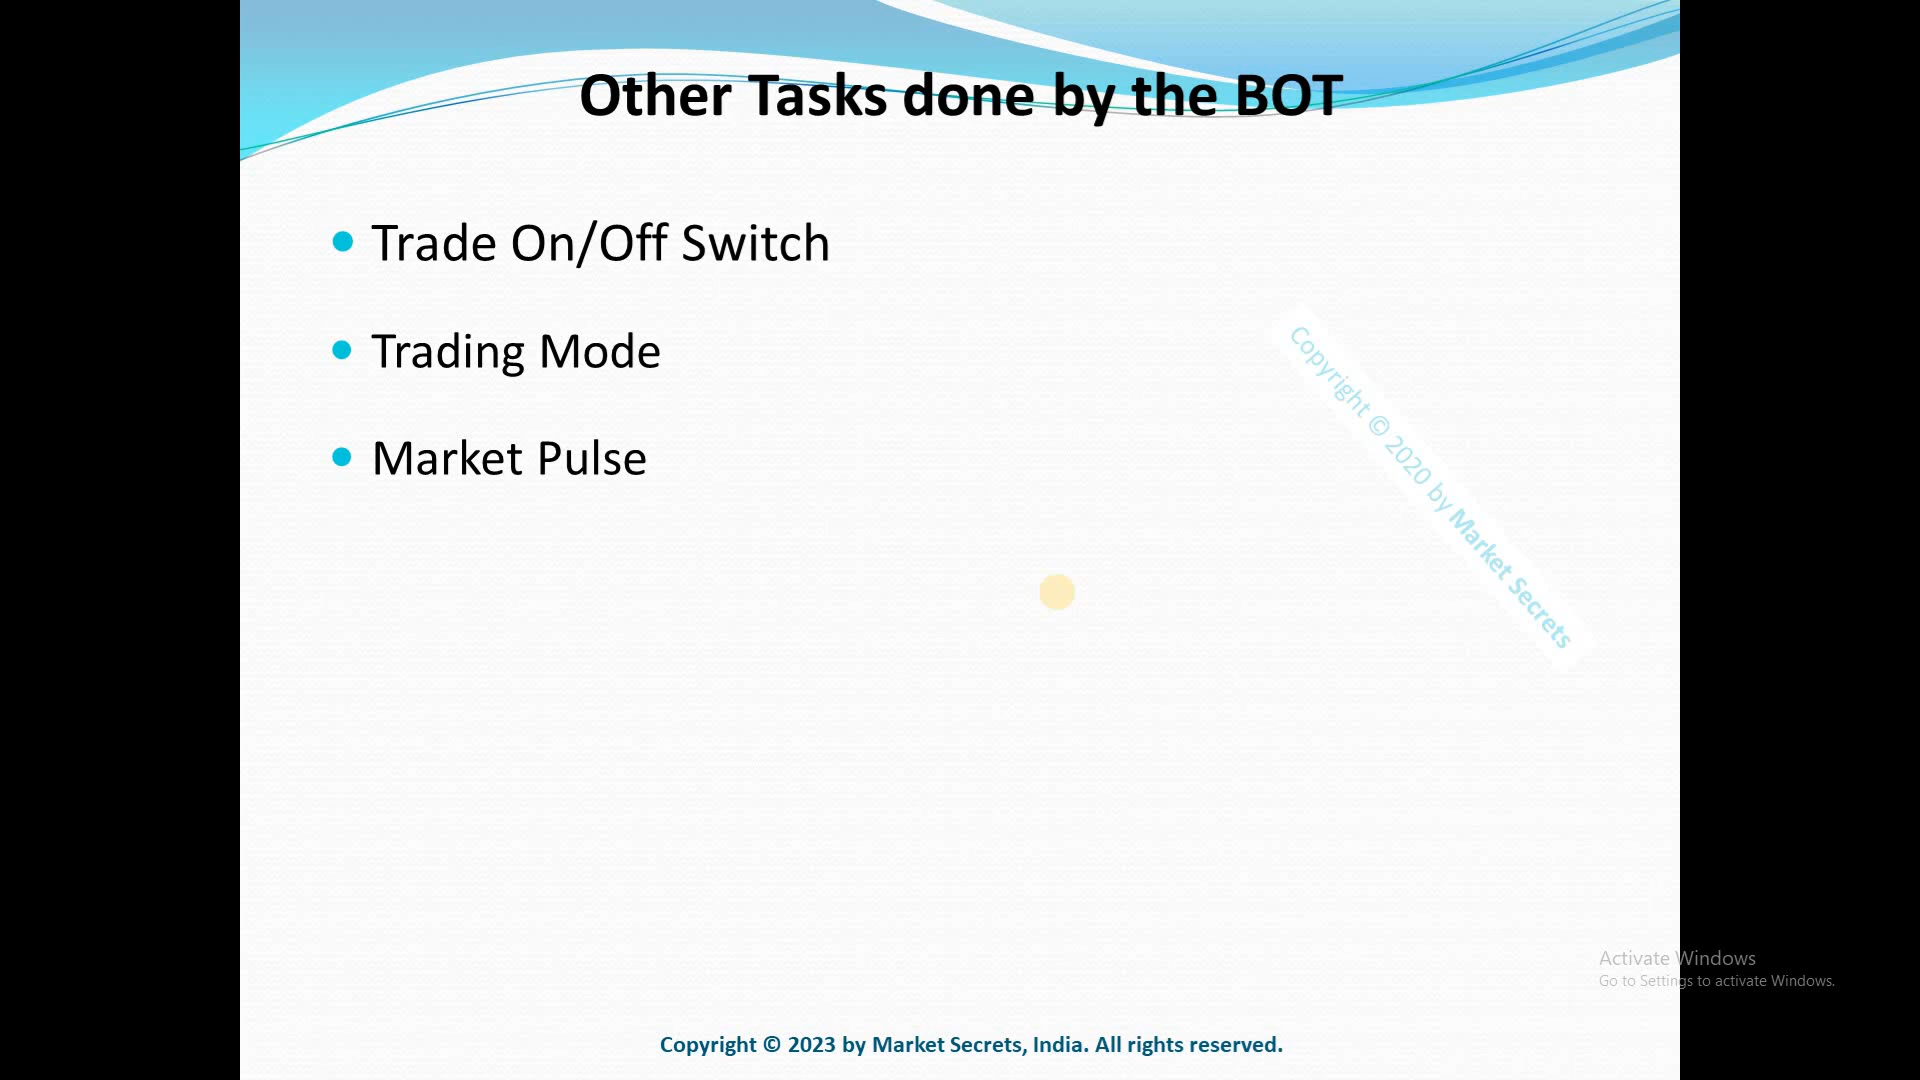 Other Tasks done by the BOT
Trade On/Off Switch
Trading Mode
Market Pulse
Copyright © 2020 by Market Secrets
Activate Windows
Go to Settings to activate Windows.
Copyright © 2023 by Market Secrets, India. All rights reserved.